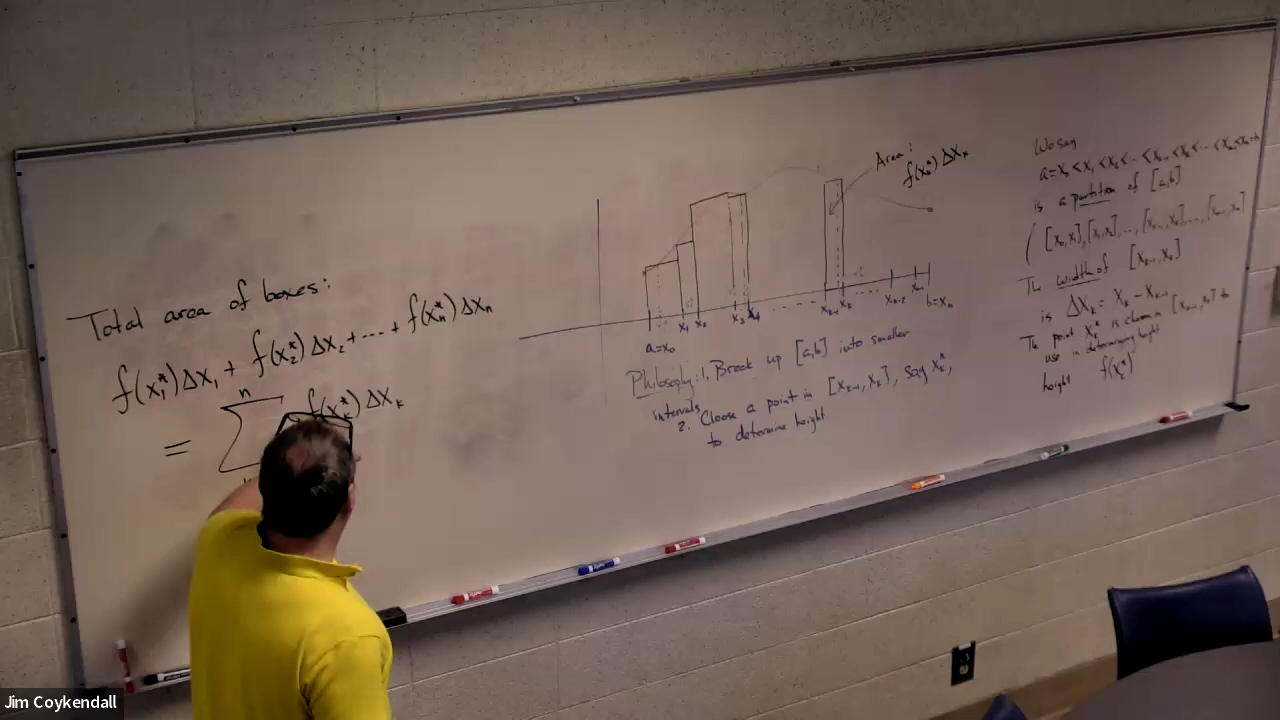 Total area of boxes:
f(x₁*)Δx₁ + f(x₂*)Δx₂ + ··· + f(xₙ*)Δxₙ
= n Σ f(xₖ*)Δxₖ
Area:
f(xₖ*)Δxₖ
a=x₀ x₁ x₂ x₃ x₄ xₖ₋₁ xₖ xₙ₋₂ xₙ₋₁ b=xₙ
Philosophy: 1. Break up [a,b] into smaller
intervals
2. Choose a point in [xₖ₋₁, xₖ], say xₖ*,
to determine height
We say
a=x₀<x₁<x₂<···<xₖ₋₁<xₖ<···<xₙ₋₁<xₙ=b
is a partition of [a,b]
([x₀,x₁],[x₁,x₂],...,[xₖ₋₁,xₖ],...,[xₙ₋₁,xₙ]
The width of [xₖ₋₁,xₖ]
is Δxₖ = xₖ - xₖ₋₁
The point xₖ* is chosen in [xₖ₋₁,xₖ] to
use in determining height
height f(xₖ*)
Jim Coykendall